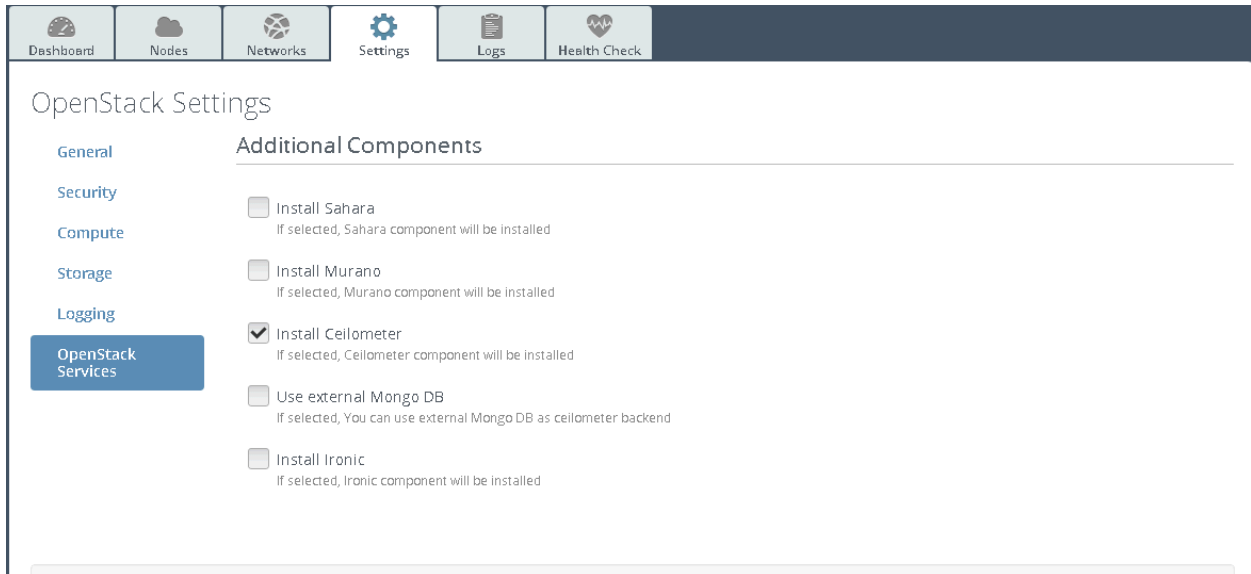 Dashboard Nodes Networks Settings Logs Health Check
OpenStack Settings
General
Security
Compute
Storage
Logging
OpenStack
Services
Additional Components
Install Sahara
If selected, Sahara component will be installed
Install Murano
If selected, Murano component will be installed
Install Ceilometer
If selected, Ceilometer component will be installed
Use external Mongo DB
If selected, You can use external Mongo DB as ceilometer backend
Install Ironic
If selected, Ironic component will be installed